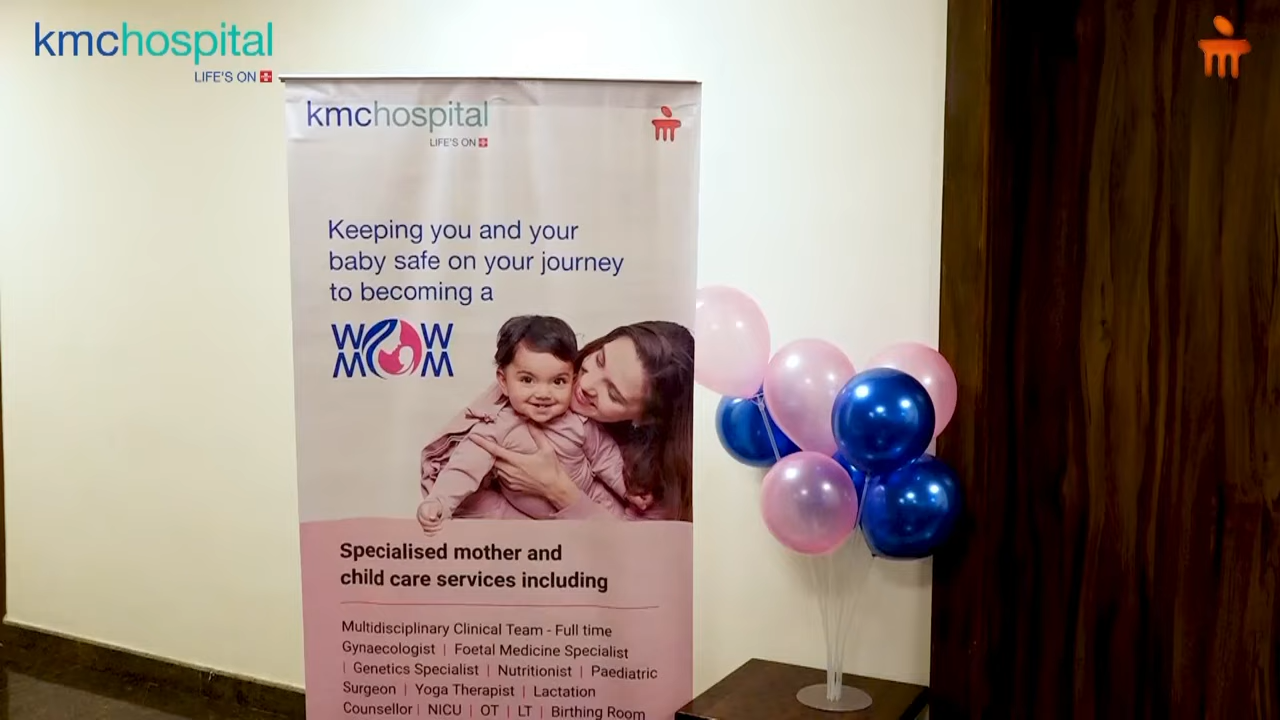 kmchospital
LIFE'S ON
kmchospital
LIFE'S ON
Keeping you and your
baby safe on your journey
to becoming a
WOW
MOM
Specialised mother and
child care services including
Multidisciplinary Clinical Team - Full time
Gynaecologist | Foetal Medicine Specialist
| Genetics Specialist | Nutritionist | Paediatric
Surgeon | Yoga Therapist | Lactation
Counsellor | NICU | OT | LT | Birthing Room